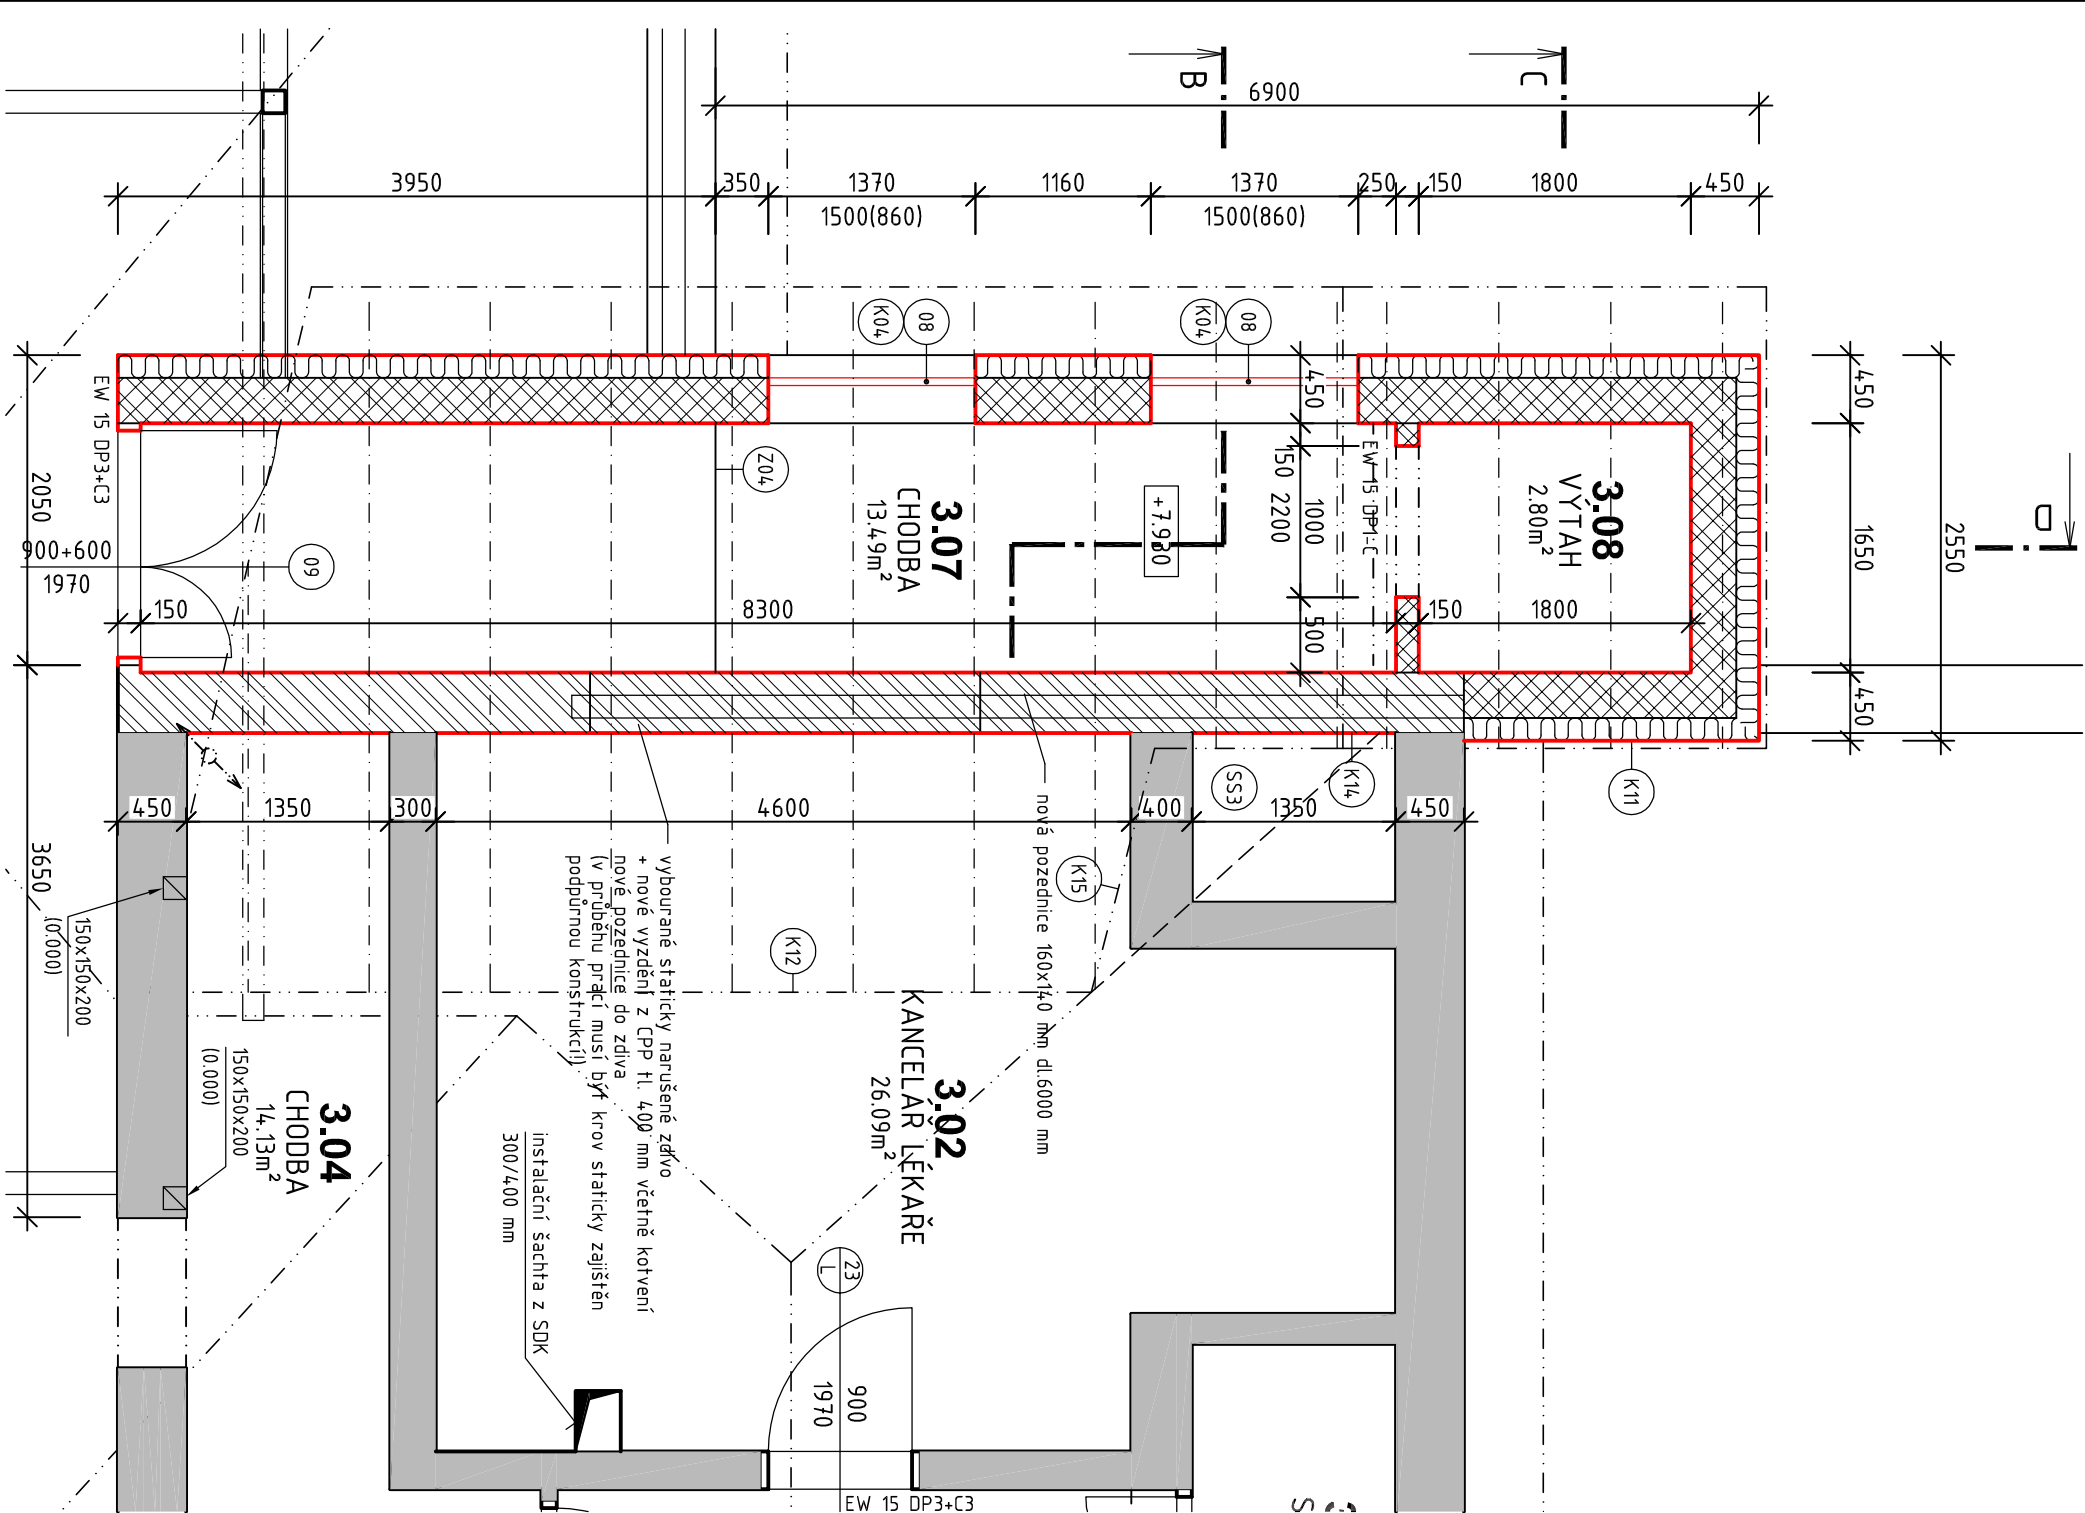 B
C
6900
3950
350
1370
1500(860)
1160
1370
1500(860)
250
150
1800
450
K04
08
K04
08
450
150
2200
1000
500
EW 15 DP1-C
450
1650
450
2550
D
EW 15 DP3+C3
2050
900+600
1970
09
Z04
3.07
CHODBA
13.49m²
+7.930
3.08
VÝTAH
2.80m²
150
8300
150
1800
450
1350
300
4600
400
1350
450
SS3
K14
K11
K15
K12
3650
150x150x200
(0.000)
150x150x200
(0.000)
3.04
CHODBA
14.13m²
vybourané staticky narušené zdivo
+ nové vyzdění z CPP tl. 400 mm včetně kotvení
nové pozednice do zdiva
(v průběhu prací musí být krov staticky zajištěn
podpůrnou konstrukcí!)
nová pozednice 160x140 mm dl.6000 mm
3.02
KANCELÁŘ LÉKAŘE
26.09m²
instalační šachta z SDK
300/400 mm
23
L
900
1970
EW 15 DP3+C3
S